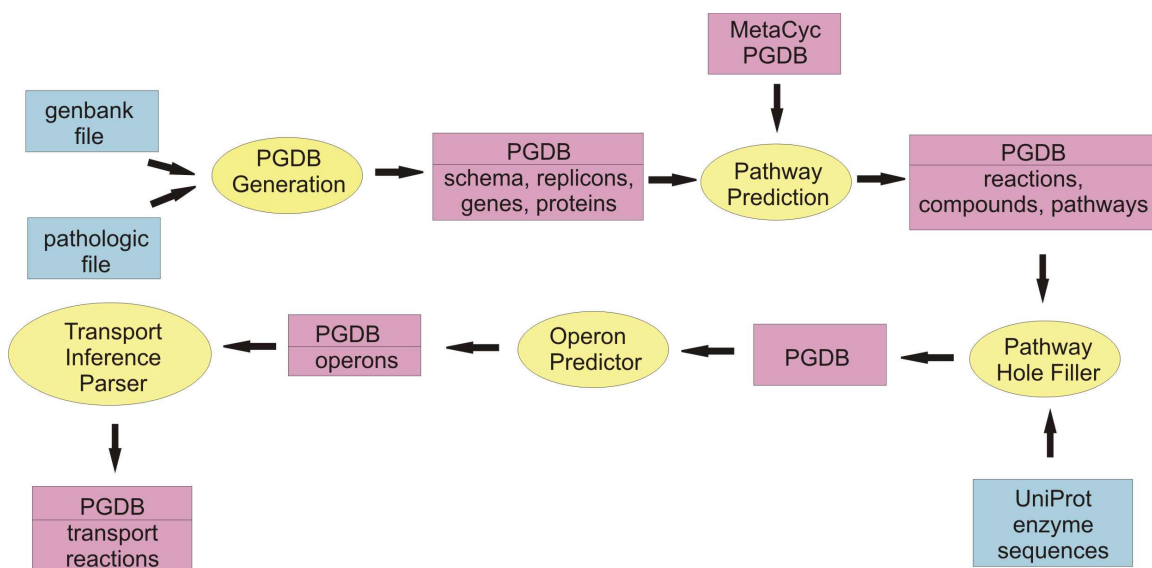 MetaCyc
PGDB
genbank
file
PGDB
Generation
PGDB
schema, replicons,
genes, proteins
Pathway
Prediction
PGDB
reactions,
compounds, pathways
pathologic
file
Transport
Inference
Parser
PGDB
operons
Operon
Predictor
PGDB
Pathway
Hole Filler
PGDB
transport
reactions
UniProt
enzyme
sequences